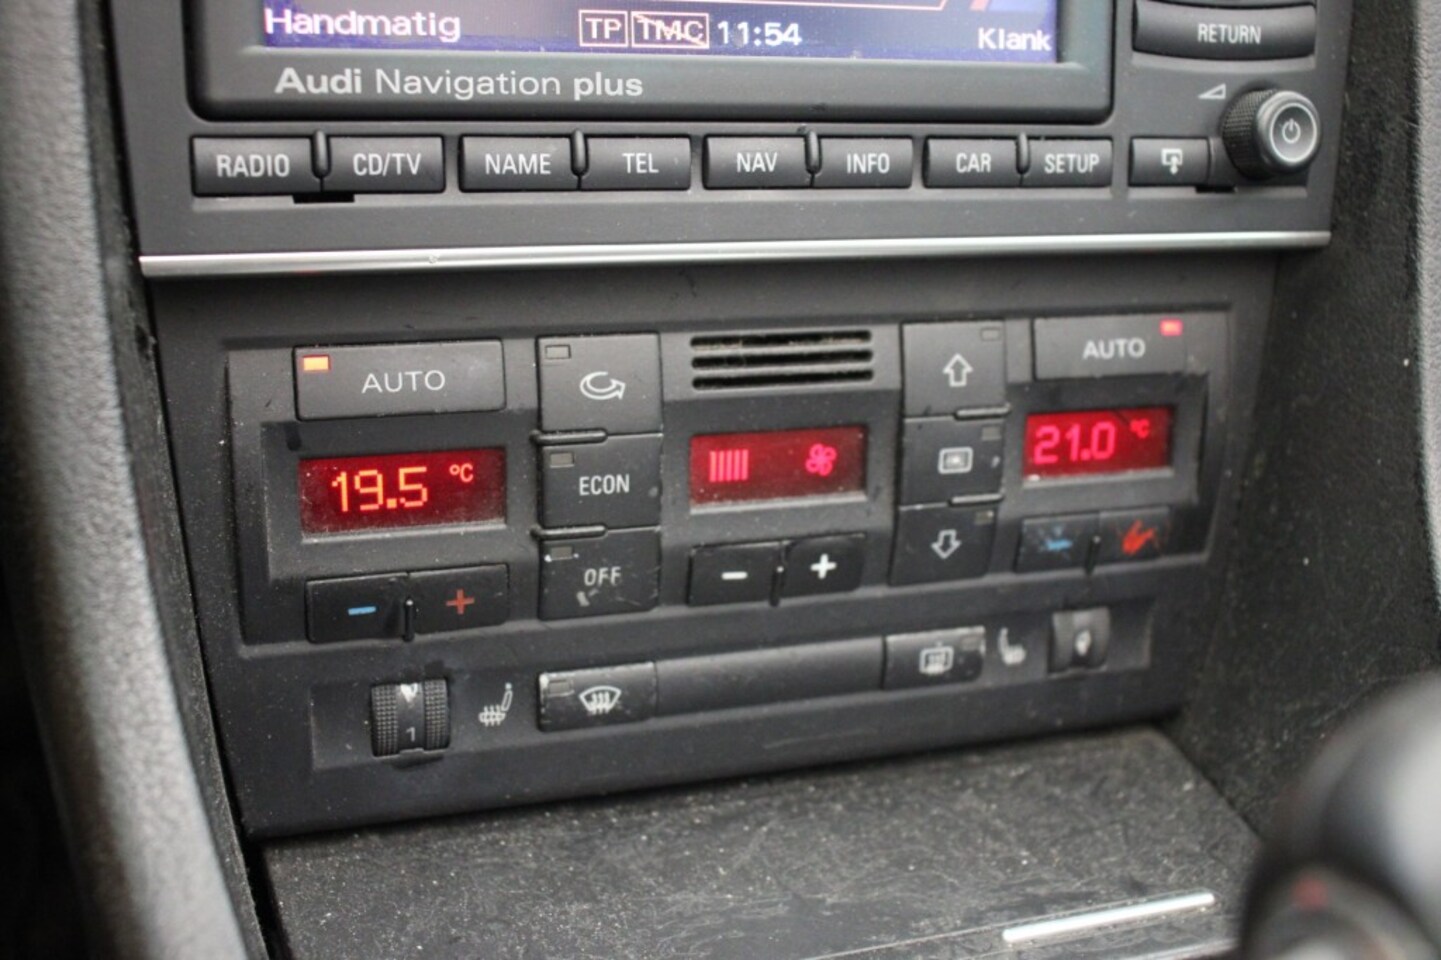 Handmatig TP TMC 11:54 Klank
Audi Navigation plus
RETURN
RADIO CD/TV NAME TEL NAV INFO CAR SETUP
AUTO AUTO
19.5 °C ECON 21.0 °C
OFF
- + - +
1